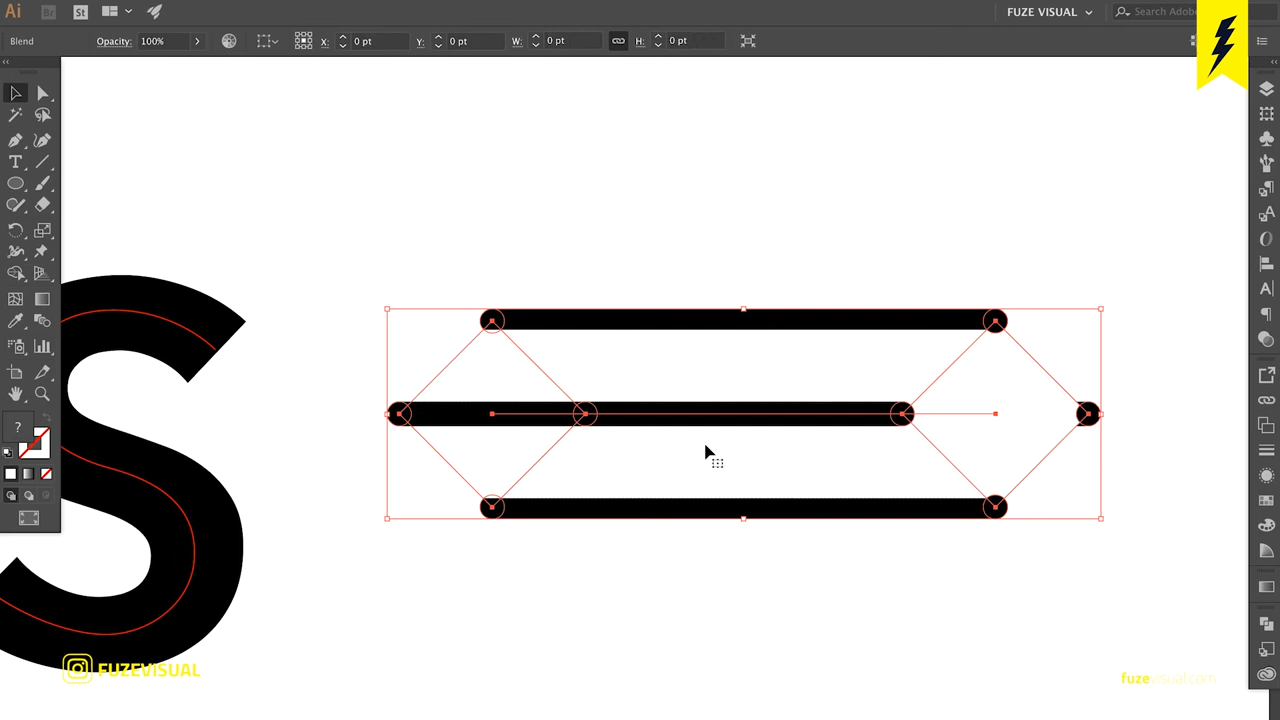 Ai Br St FUZE VISUAL Search Adobe
Blend Opacity: 100% X: 0 pt Y: 0 pt W: 0 pt H: 0 pt
?
S
FUZEVISUAL
fuzevisual.com